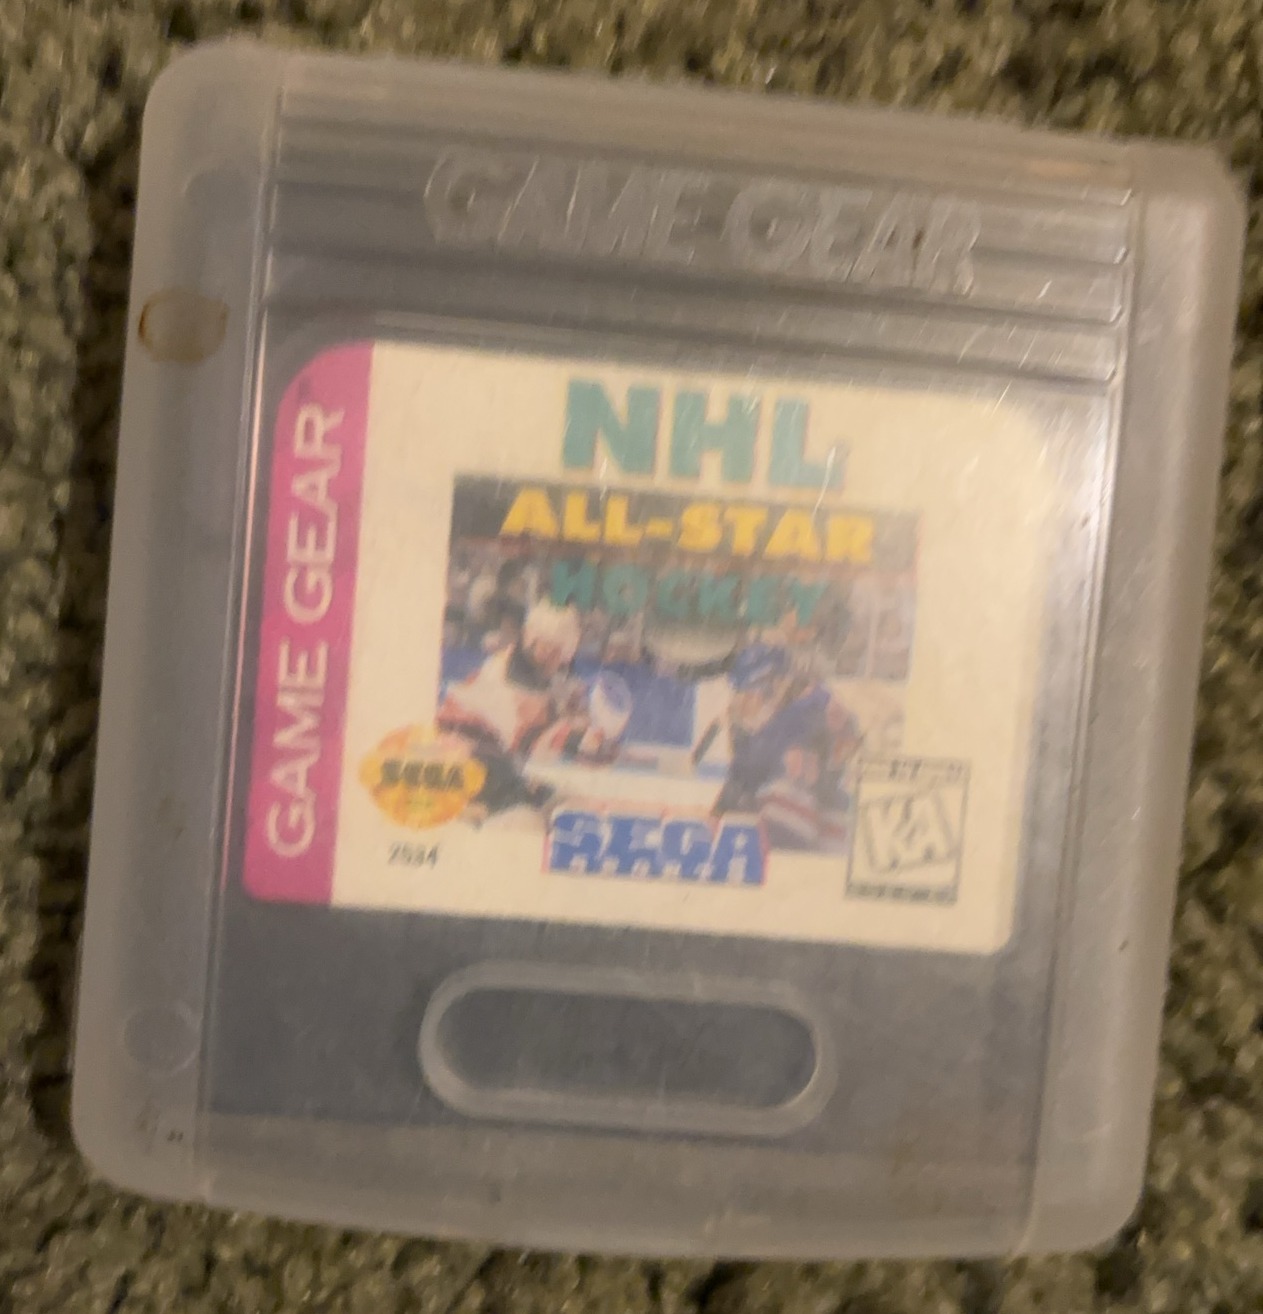 GAME GEAR
GAME GEAR
NHL
ALL-STAR
HOCKEY
SEGA
2534
SEGA
K-A